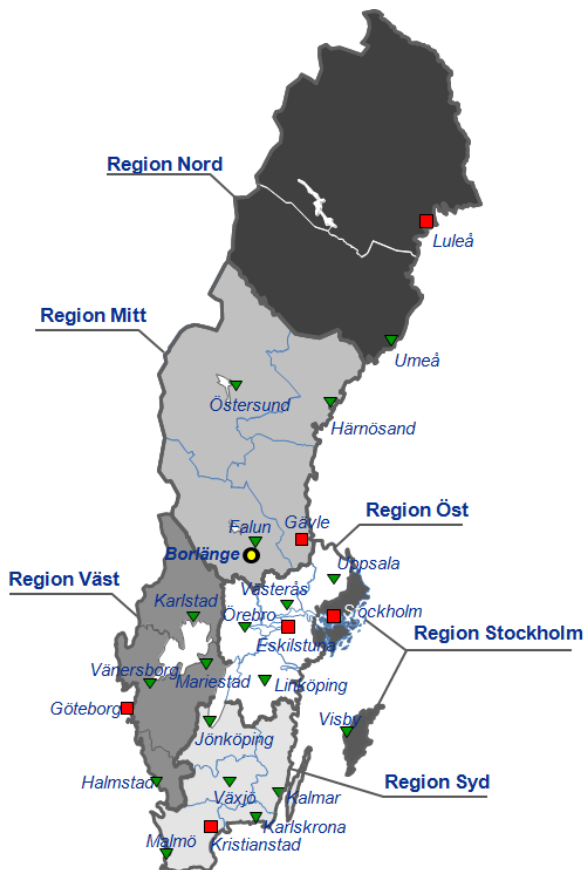 Region Nord
Luleå
Region Mitt
Umeå
Östersund
Härnösand
Region Öst
Falun
Gävle
Borlänge
Uppsala
Region Väst
Västerås
Karlstad
Örebro
Stockholm
Eskilstuna
Region Stockholm
Vänersborg
Mariestad
Linköping
Göteborg
Visby
Jönköping
Halmstad
Växjö
Kalmar
Region Syd
Karlskrona
Malmö
Kristianstad